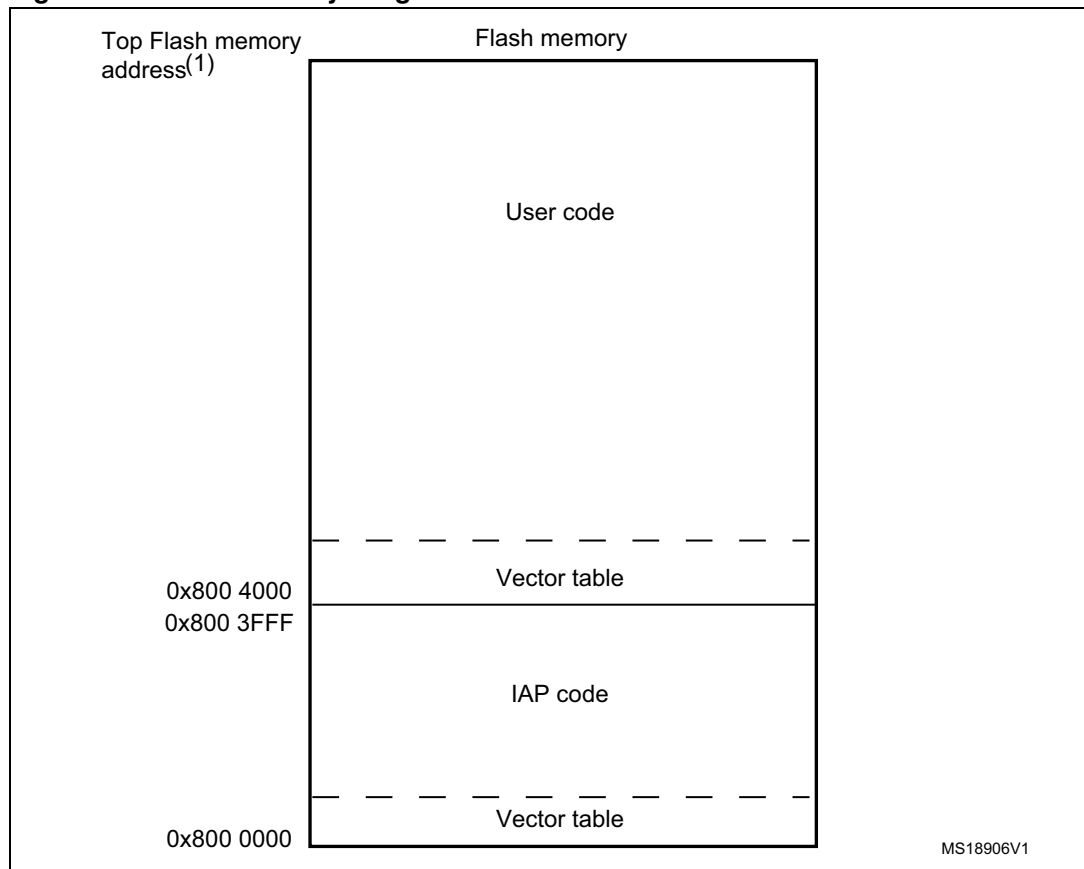 Top Flash memory
address(1)
Flash memory
User code
Vector table
0x800 4000
0x800 3FFF
IAP code
Vector table
0x800 0000
MS18906V1